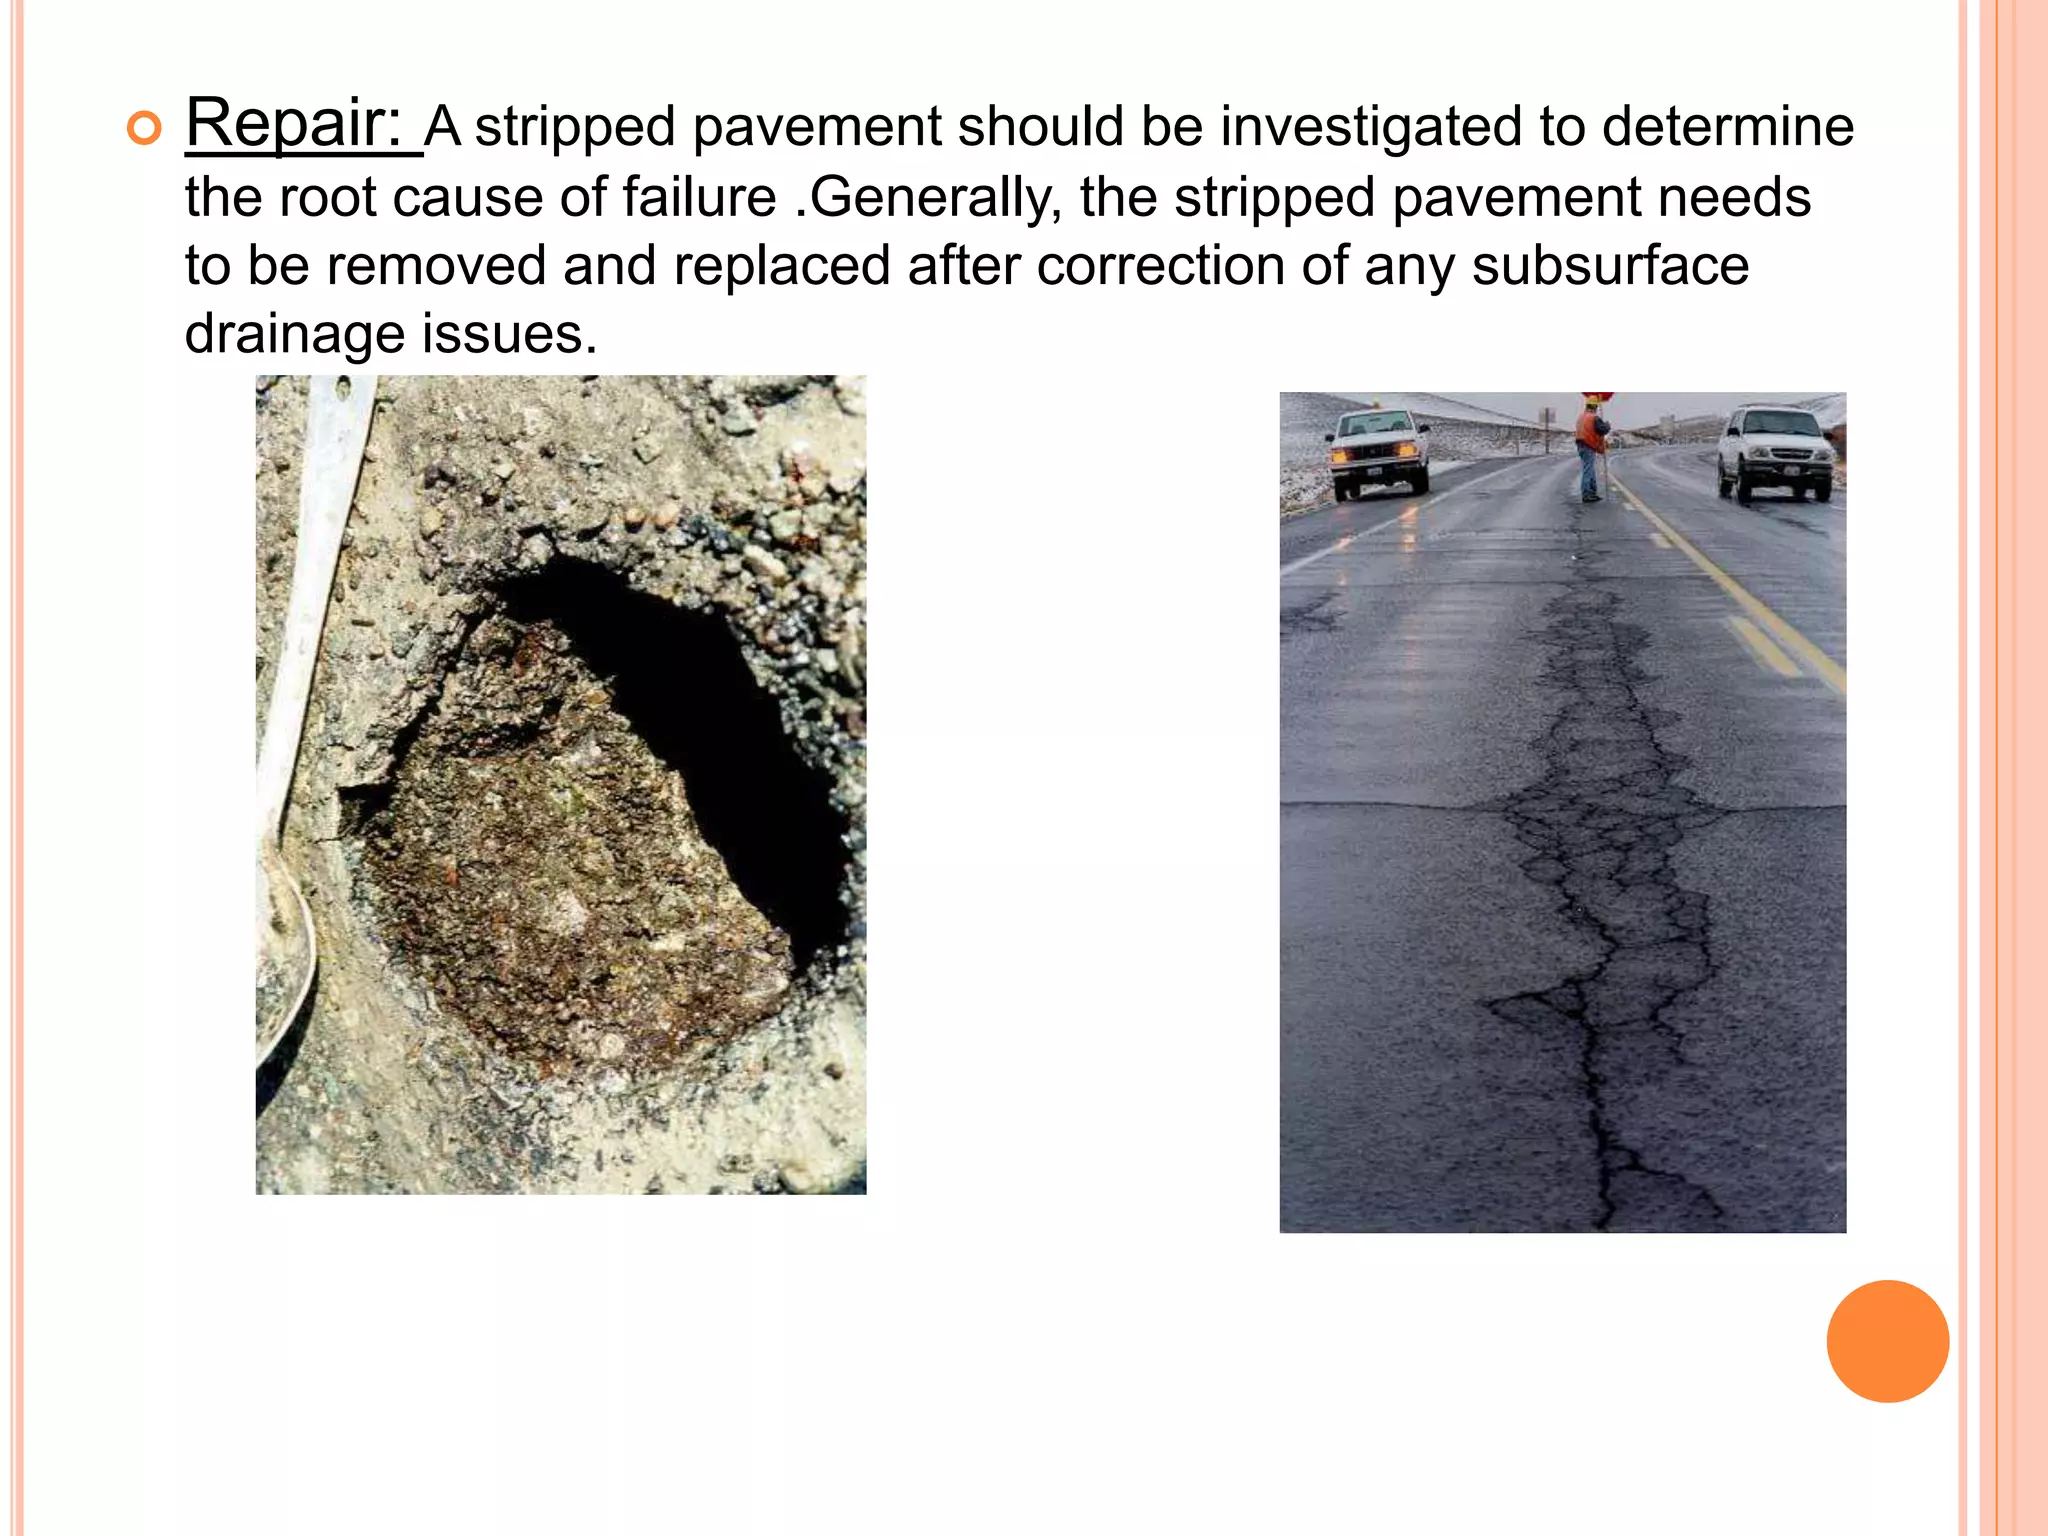 Repair: A stripped pavement should be investigated to determine
the root cause of failure .Generally, the stripped pavement needs
to be removed and replaced after correction of any subsurface
drainage issues.